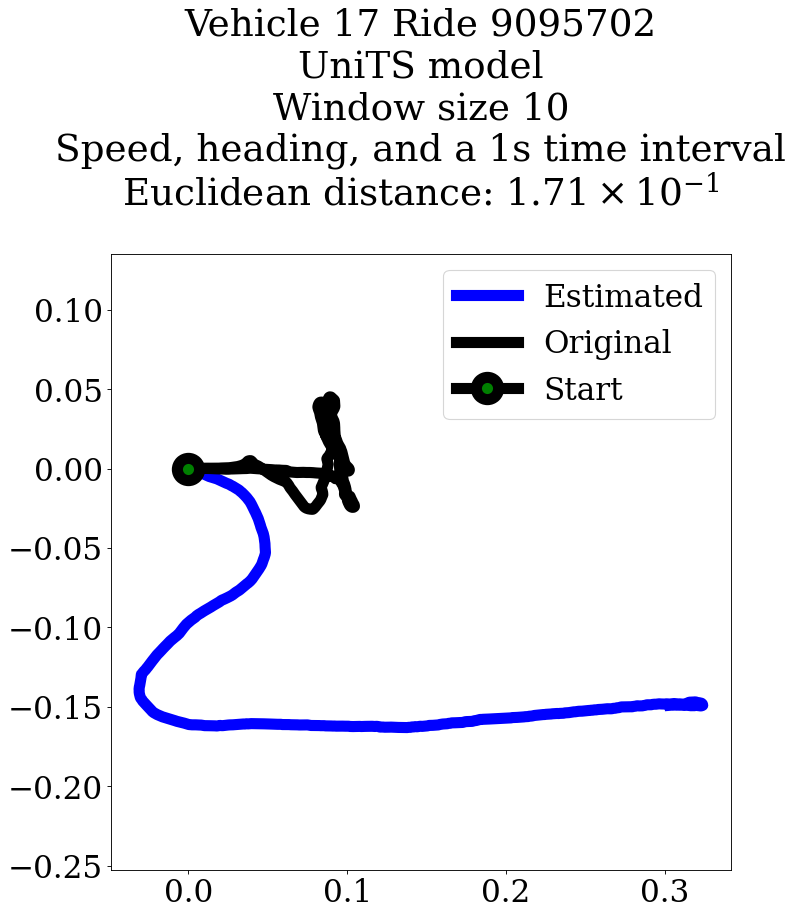 Vehicle 17 Ride 9095702
UniTS model
Window size 10
Speed, heading, and a 1s time interval
Euclidean distance: 1.71 × 10⁻¹
Estimated
Original
Start
0.10
0.05
0.00
−0.05
−0.10
−0.15
−0.20
−0.25
0.0 0.1 0.2 0.3